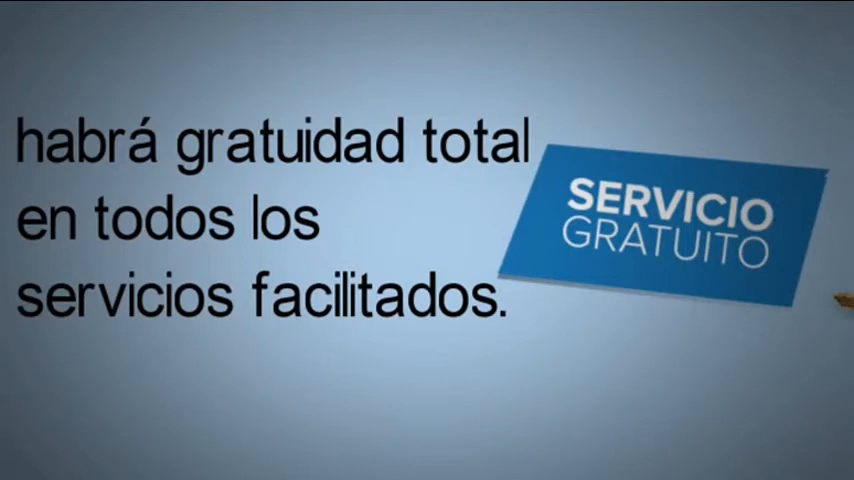 habrá gratuidad total
en todos los
servicios facilitados.
SERVICIO
GRATUITO